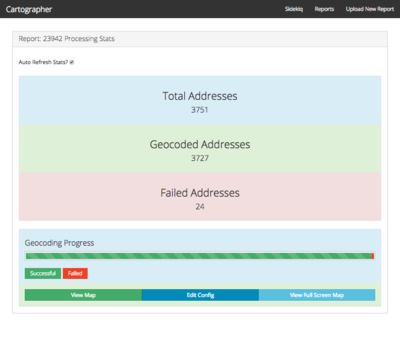 Cartographer
Sidekiq Reports Upload New Report
Report: 23942 Processing Stats
Auto Refresh Stats?
Total Addresses
3751
Geocoded Addresses
3727
Failed Addresses
24
Geocoding Progress
Successful Failed
View Map Edit Config View Full Screen Map